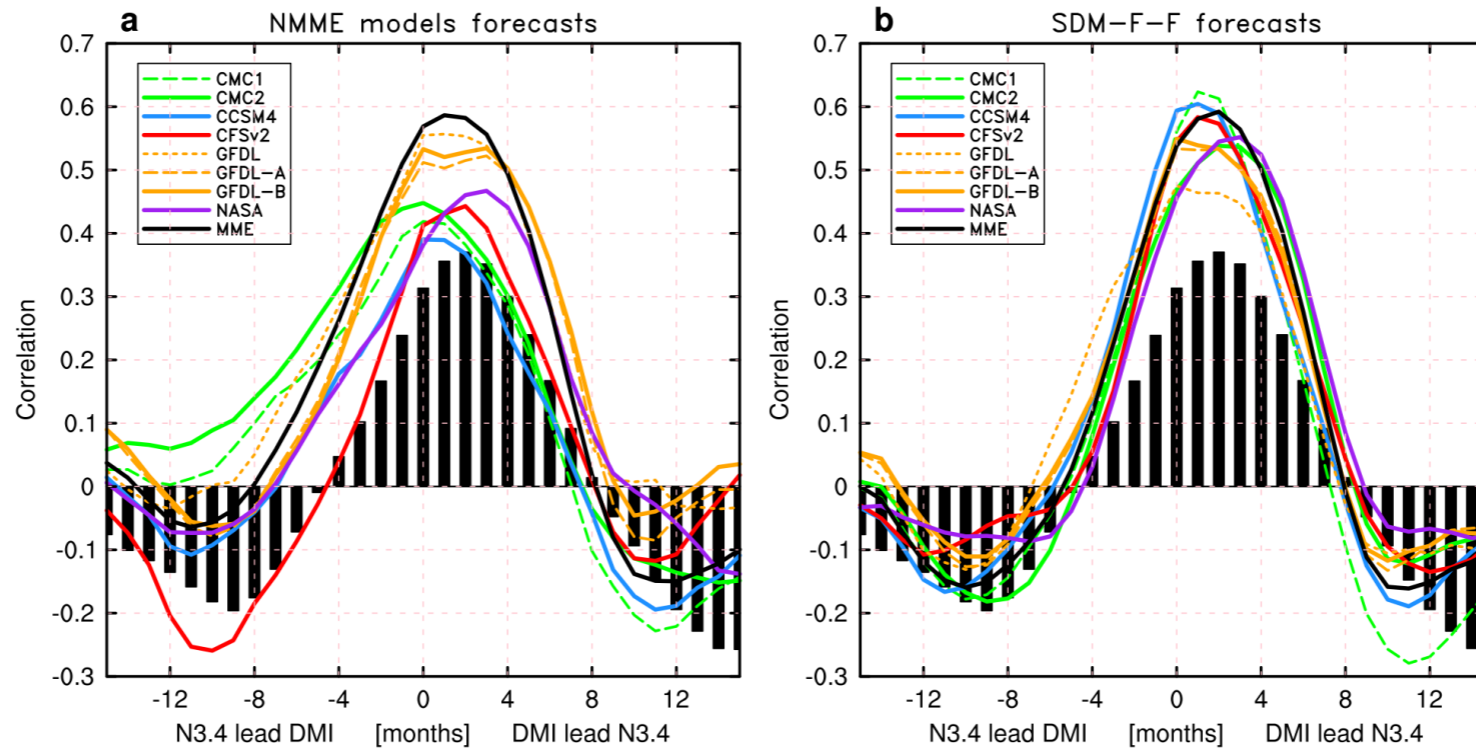 a
NMME models forecasts
0.7
0.6
0.5
0.4
0.3
0.2
0.1
0
-0.1
-0.2
-0.3
Correlation
CMC1
CMC2
CCSM4
CFSv2
GFDL
GFDL-A
GFDL-B
NASA
MME
-12 -8 -4 0 4 8 12
N3.4 lead DMI [months] DMI lead N3.4
b
SDM-F-F forecasts
0.7
0.6
0.5
0.4
0.3
0.2
0.1
0
-0.1
-0.2
-0.3
Correlation
CMC1
CMC2
CCSM4
CFSv2
GFDL
GFDL-A
GFDL-B
NASA
MME
-12 -8 -4 0 4 8 12
N3.4 lead DMI [months] DMI lead N3.4